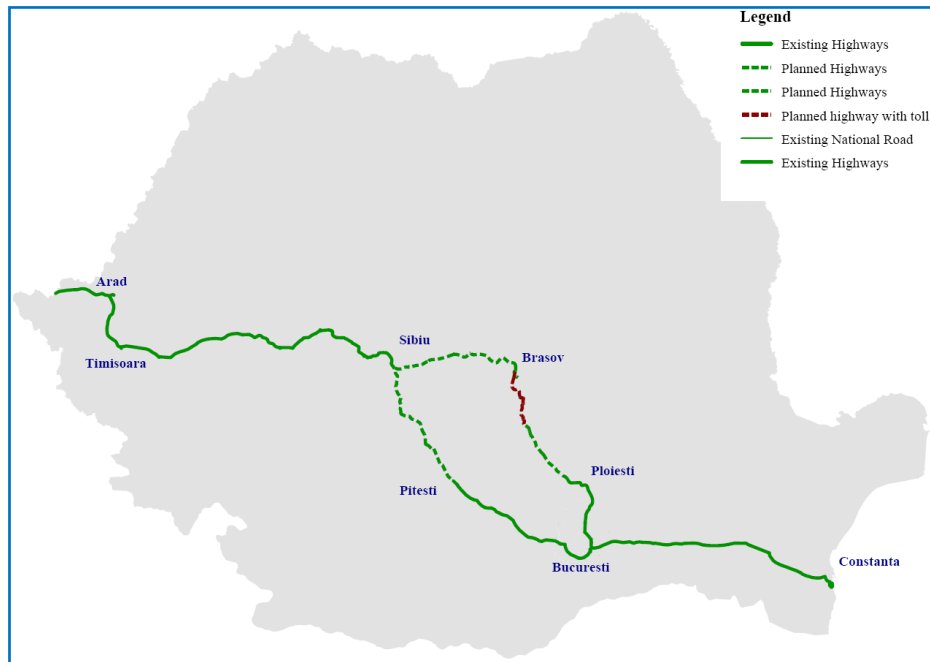 Legend
Existing Highways
Planned Highways
Planned Highways
Planned highway with toll
Existing National Road
Existing Highways
Arad
Timisoara
Sibiu
Brasov
Pitesti
Ploiesti
Bucuresti
Constanta